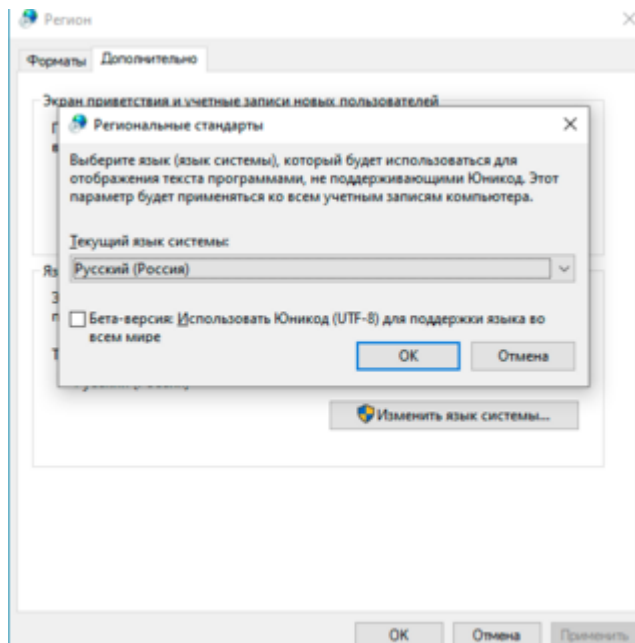 Регион
Форматы
Дополнительно
Экран приветствия и учетные записи новых пользователей
Региональные стандарты
Выберите язык (язык системы), который будет использоваться для
отображения текста программами, не поддерживающими Юникод. Этот
параметр будет применяться ко всем учетным записям компьютера.
Текущий язык системы:
Русский (Россия)
Бета-версия: Использовать Юникод (UTF-8) для поддержки языка во
всем мире
ОК
Отмена
Изменить язык системы...
ОК
Отмена
Применить